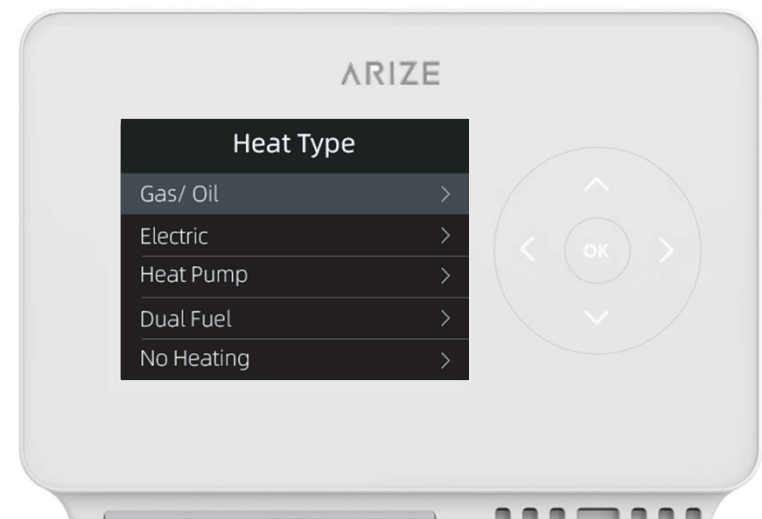 ARIZE
Heat Type
Gas/ Oil
Electric
Heat Pump
Dual Fuel
No Heating
OK